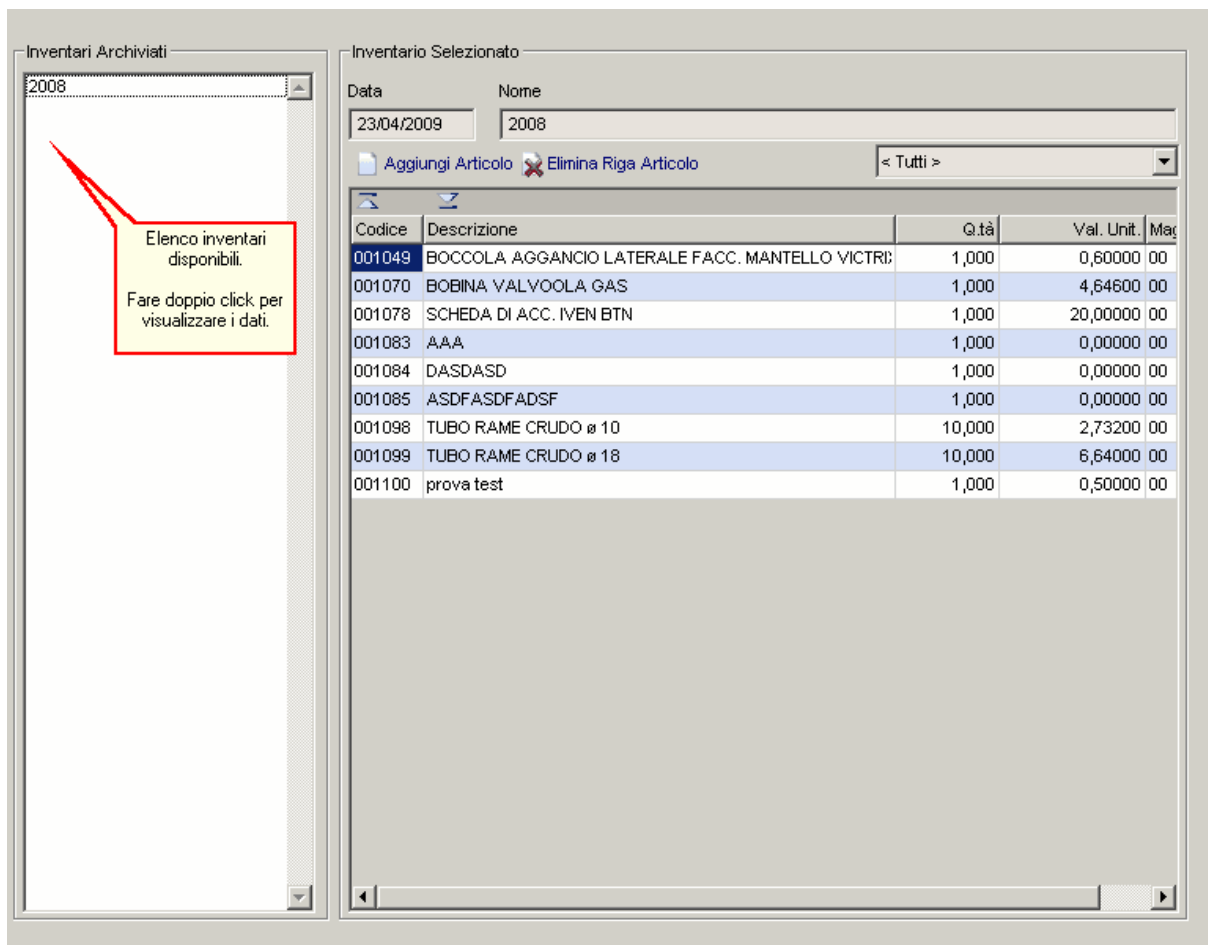 Inventari Archiviati
2008
Elenco inventari
disponibili.
Fare doppio click per
visualizzare i dati.
Inventario Selezionato
Data Nome
23/04/2009 2008
Aggiungi Articolo Elimina Riga Articolo < Tutti >
Codice Descrizione Q.tà Val. Unit. Mag
001049 BOCCOLA AGGANCIO LATERALE FACC. MANTELLO VICTRI 1,000 0,60000 00
001070 BOBINA VALVOOLA GAS 1,000 4,64600 00
001078 SCHEDA DI ACC. IVEN BTN 1,000 20,00000 00
001083 AAA 1,000 0,00000 00
001084 DASDASD 1,000 0,00000 00
001085 ASDFASDFADSF 1,000 0,00000 00
001098 TUBO RAME CRUDO ø 10 10,000 2,73200 00
001099 TUBO RAME CRUDO ø 18 10,000 6,64000 00
001100 prova test 1,000 0,50000 00